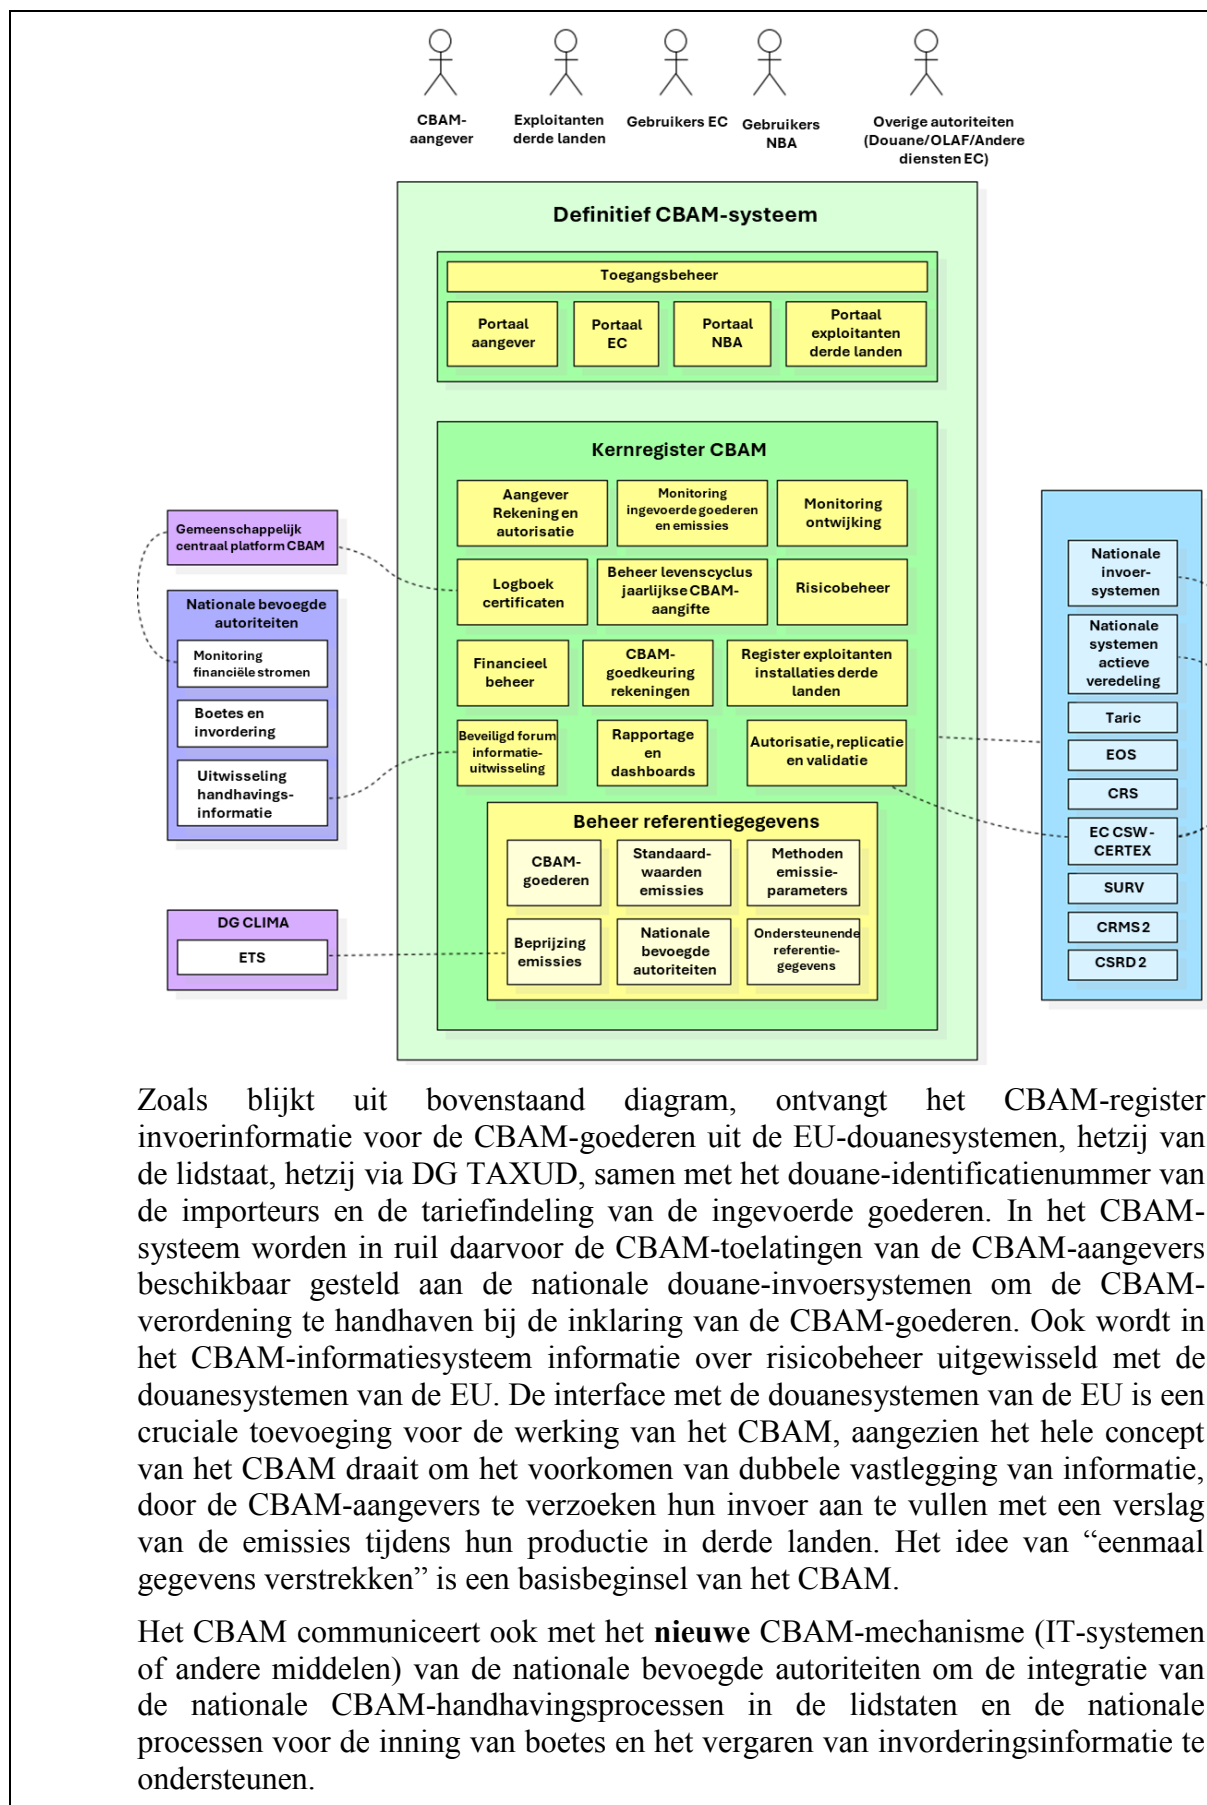 CBAM-
aangever
Exploitanten
derde landen
Gebruikers EC
Gebruikers
NBA
Overige autoriteiten
(Douane/OLAF/Andere
diensten EC)
Definitief CBAM-systeem
Toegangsbeheer
Portaal
aangever
Portaal
EC
Portaal
NBA
Portaal
exploitanten
derde landen
Kernregister CBAM
Aangever
Rekening en
autorisatie
Monitoring
ingevoerde goederen
en emissies
Monitoring
ontwijking
Logboek
certificaten
Beheer levenscyclus
jaarlijkse CBAM-
aangifte
Risicobeheer
Financieel
beheer
CBAM-
goedkeuring
rekeningen
Register exploitanten
installaties derde
landen
Beveiligd forum
informatie-
uitwisseling
Rapportage
en
dashboards
Autorisatie, replicatie
en validatie
Beheer referentiegegevens
CBAM-
goederen
Standaard-
waarden
emissies
Methoden
emissie-
parameters
Beprijzing
emissies
Nationale
bevoegde
autoriteiten
Ondersteunende
referentie-
gegevens
Gemeenschappelijk
centraal platform CBAM
Nationale bevoegde
autoriteiten
Monitoring
financiële stromen
Boetes en
invordering
Uitwisseling
handhavings-
informatie
DG CLIMA
ETS
Nationale
invoer-
systemen
Nationale
systemen
actieve
veredeling
Taric
EOS
CRS
EC CSW-
CERTEX
SURV
CRMS 2
CSRD 2
Zoals blijkt uit bovenstaand diagram, ontvangt het CBAM-register
invoerinformatie voor de CBAM-goederen uit de EU-douanesystemen, hetzij van
de lidstaat, hetzij via DG TAXUD, samen met het douane-identificatienummer van
de importeurs en de tariefindeling van de ingevoerde goederen. In het CBAM-
systeem worden in ruil daarvoor de CBAM-toelatingen van de CBAM-aangevers
beschikbaar gesteld aan de nationale douane-invoersystemen om de CBAM-
verordening te handhaven bij de inklaring van de CBAM-goederen. Ook wordt in
het CBAM-informatiesysteem informatie over risicobeheer uitgewisseld met de
douanesystemen van de EU. De interface met de douanesystemen van de EU is een
cruciale toevoeging voor de werking van het CBAM, aangezien het hele concept
van het CBAM draait om het voorkomen van dubbele vastlegging van informatie,
door de CBAM-aangevers te verzoeken hun invoer aan te vullen met een verslag
van de emissies tijdens hun productie in derde landen. Het idee van “eenmaal
gegevens verstrekken” is een basisbeginsel van het CBAM.
Het CBAM communiceert ook met het nieuwe CBAM-mechanisme (IT-systemen
of andere middelen) van de nationale bevoegde autoriteiten om de integratie van
de nationale CBAM-handhavingsprocessen in de lidstaten en de nationale
processen voor de inning van boetes en het vergaren van invorderingsinformatie te
ondersteunen.